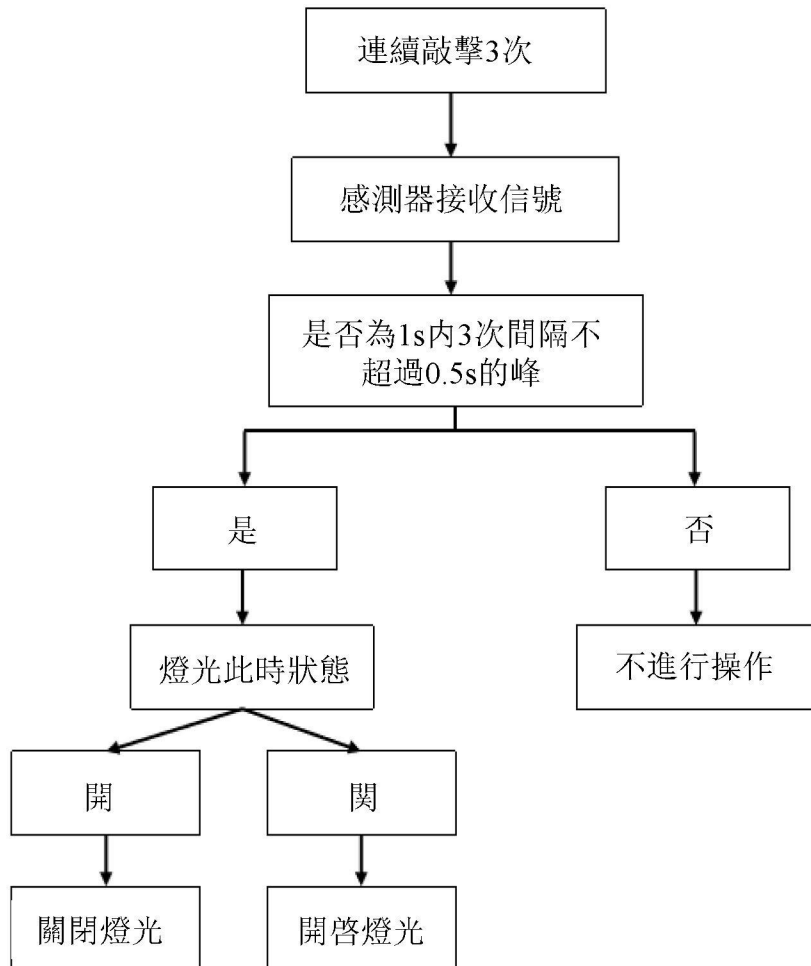 連續敲擊3次
感測器接收信號
是否為1s内3次間隔不
超過0.5s的峰
是
否
燈光此時狀態
不進行操作
開
関
關閉燈光
開啓燈光